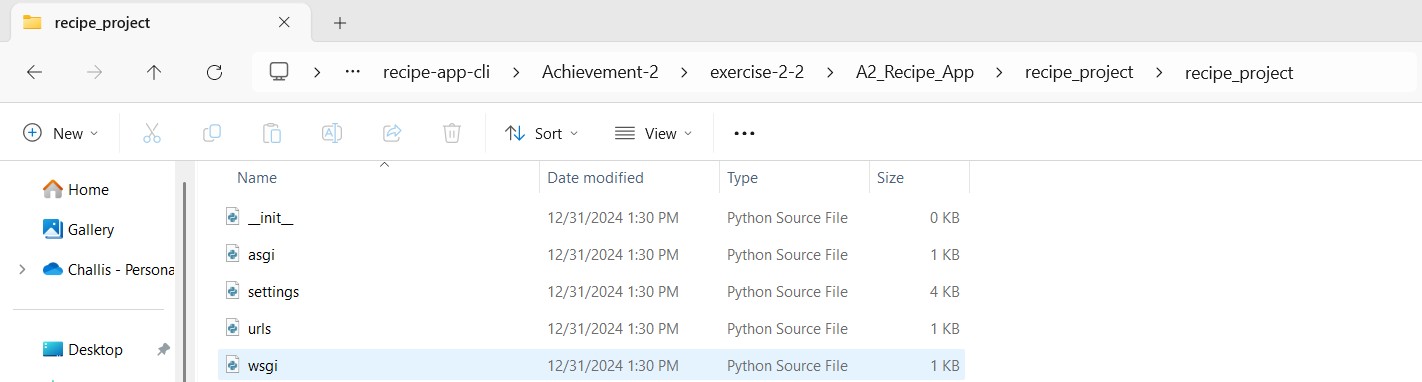 recipe_project
recipe-app-cli Achievement-2 exercise-2-2 A2_Recipe_App recipe_project recipe_project
New Sort View
Home
Gallery
Challis - Persona
Desktop
Name Date modified Type Size
__init__ 12/31/2024 1:30 PM Python Source File 0 KB
asgi 12/31/2024 1:30 PM Python Source File 1 KB
settings 12/31/2024 1:30 PM Python Source File 4 KB
urls 12/31/2024 1:30 PM Python Source File 1 KB
wsgi 12/31/2024 1:30 PM Python Source File 1 KB